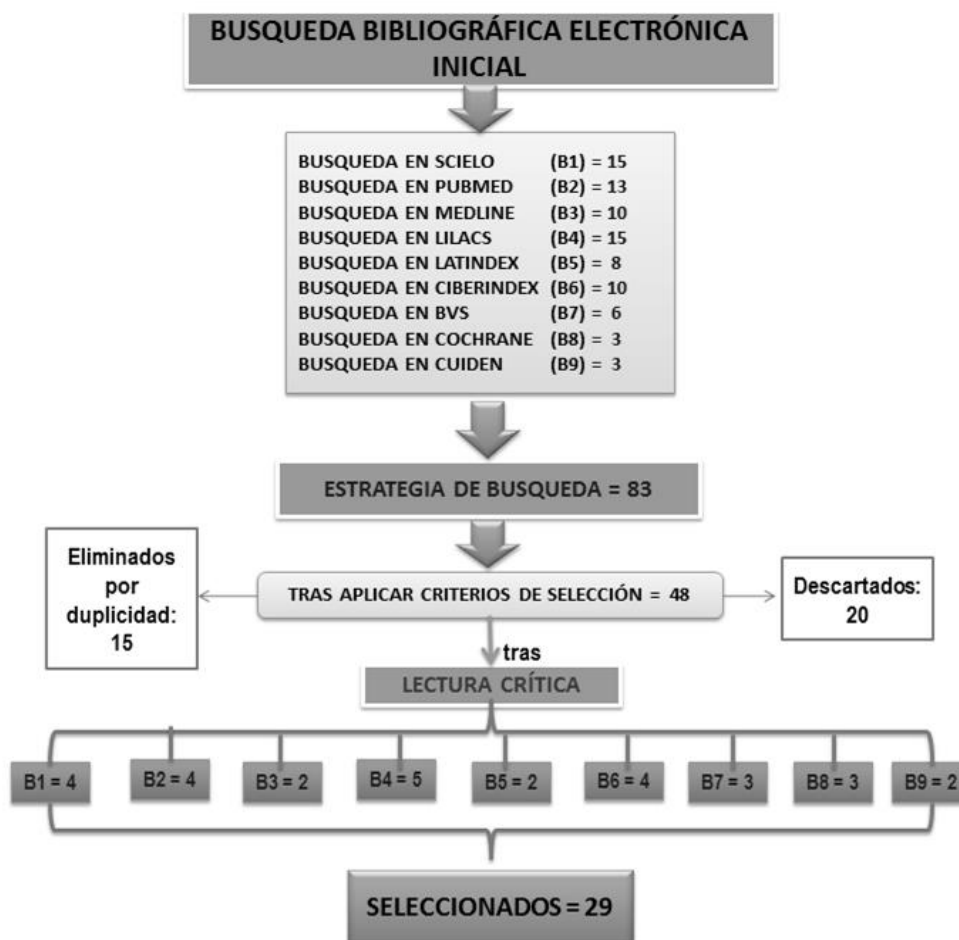 BUSQUEDA BIBLIOGRÁFICA ELECTRÓNICA
INICIAL
BUSQUEDA EN SCIELO (B1) = 15
BUSQUEDA EN PUBMED (B2) = 13
BUSQUEDA EN MEDLINE (B3) = 10
BUSQUEDA EN LILACS (B4) = 15
BUSQUEDA EN LATINDEX (B5) = 8
BUSQUEDA EN CIBERINDEX (B6) = 10
BUSQUEDA EN BVS (B7) = 6
BUSQUEDA EN COCHRANE (B8) = 3
BUSQUEDA EN CUIDEN (B9) = 3
ESTRATEGIA DE BUSQUEDA = 83
Eliminados
por
duplicidad:
15
TRAS APLICAR CRITERIOS DE SELECCIÓN = 48
Descartados:
20
tras
LECTURA CRÍTICA
B1 = 4
B2 = 4
B3 = 2
B4 = 5
B5 = 2
B6 = 4
B7 = 3
B8 = 3
B9 = 2
SELECCIONADOS = 29